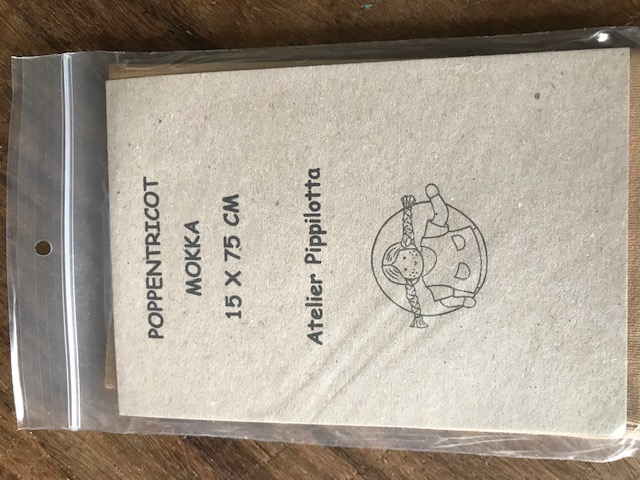 POPPENTRICOT
MOKKA
15 X 75 CM
Atelier Pippilotta